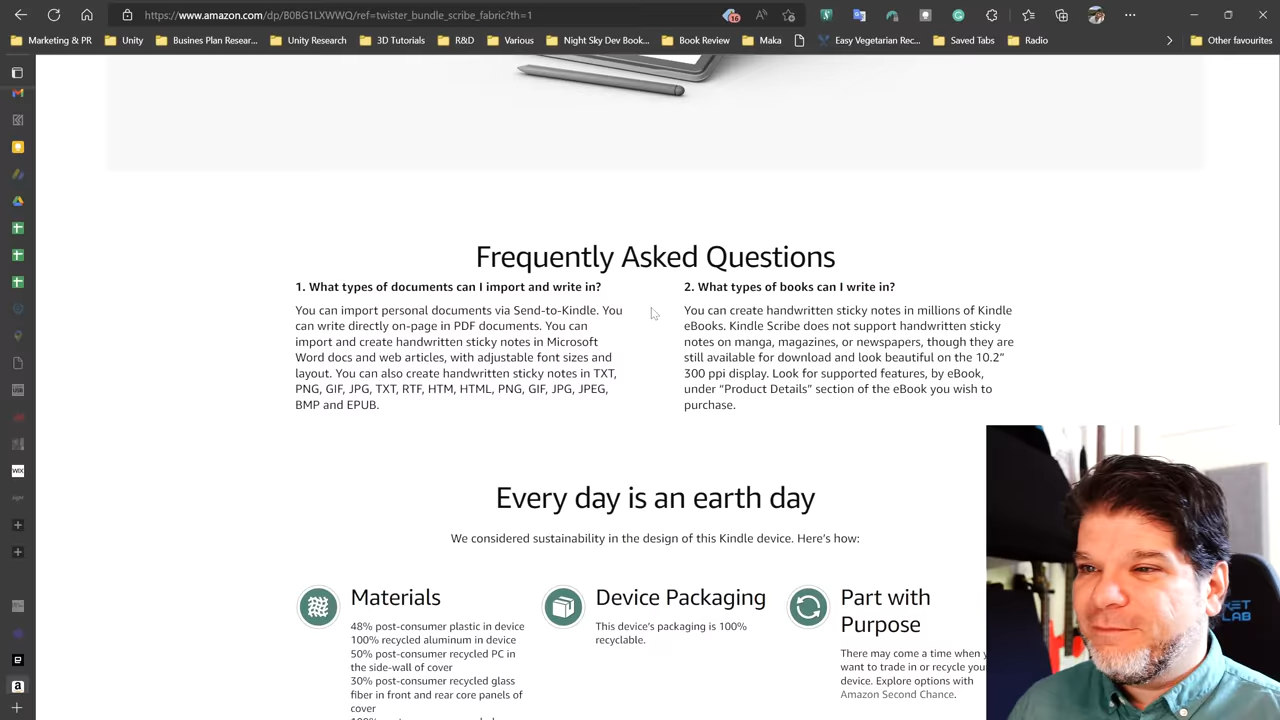 https://www.amazon.com/dp/B0BG1LXWWQ/ref=twister_bundle_scribe_fabric?th=1
16
Marketing & PR
Unity
Busines Plan Resear...
Unity Research
3D Tutorials
R&D
Various
Night Sky Dev Book...
Book Review
Maka
Easy Vegetarian Rec...
Saved Tabs
Radio
Other favourites
Frequently Asked Questions
1. What types of documents can I import and write in?
You can import personal documents via Send-to-Kindle. You
can write directly on-page in PDF documents. You can
import and create handwritten sticky notes in Microsoft
Word docs and web articles, with adjustable font sizes and
layout. You can also create handwritten sticky notes in TXT,
PNG, GIF, JPG, TXT, RTF, HTM, HTML, PNG, GIF, JPG, JPEG,
BMP and EPUB.
2. What types of books can I write in?
You can create handwritten sticky notes in millions of Kindle
eBooks. Kindle Scribe does not support handwritten sticky
notes on manga, magazines, or newspapers, though they are
still available for download and look beautiful on the 10.2”
300 ppi display. Look for supported features, by eBook,
under “Product Details” section of the eBook you wish to
purchase.
Every day is an earth day
We considered sustainability in the design of this Kindle device. Here’s how:
Materials
48% post-consumer plastic in device
100% recycled aluminum in device
50% post-consumer recycled PC in
the side-wall of cover
30% post-consumer recycled glass
fiber in front and rear core panels of
cover
Device Packaging
This device’s packaging is 100%
recyclable.
Part with
Purpose
There may come a time when
want to trade in or recycle you
device. Explore options with
Amazon Second Chance.
WIX
LAB